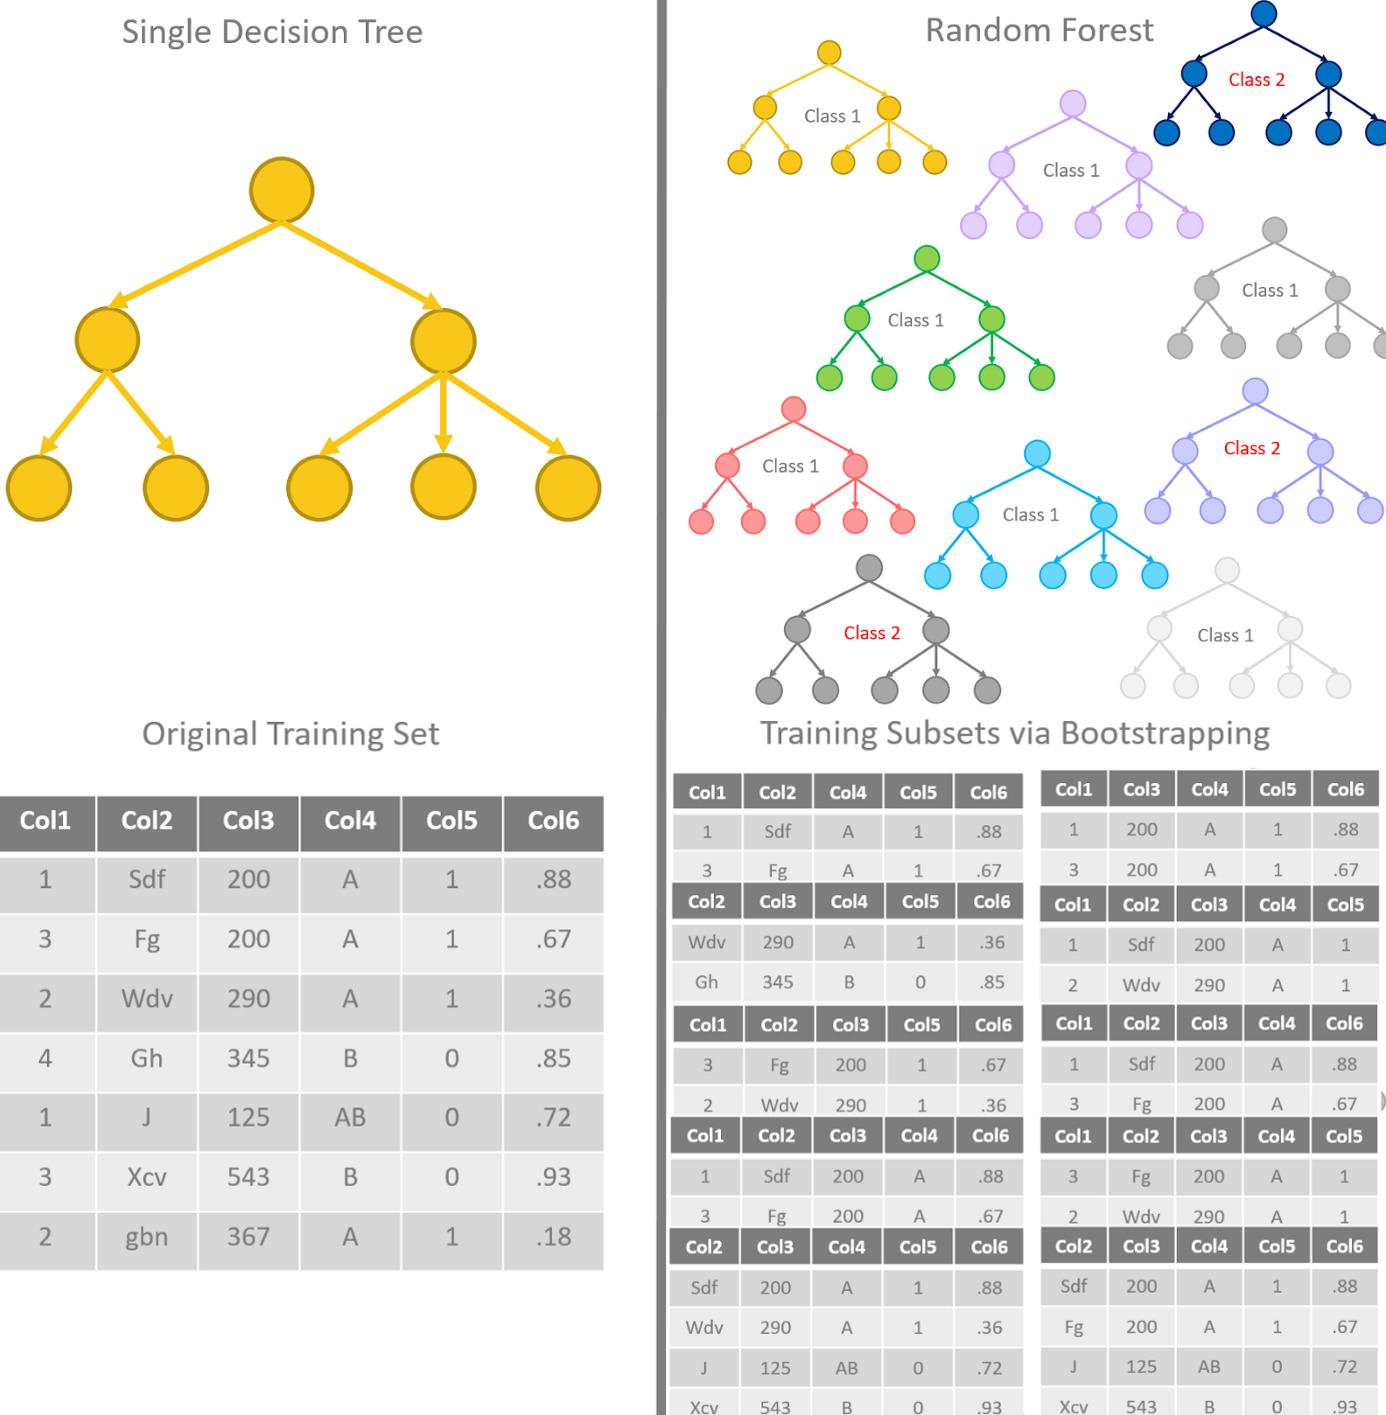 Single Decision Tree
Random Forest
Class 2
Class 1
Class 1
Class 1
Class 1
Class 2
Class 1
Class 1
Class 2
Class 1
Original Training Set
Col1 Col2 Col3 Col4 Col5 Col6
1 Sdf 200 A 1 .88
3 Fg 200 A 1 .67
2 Wdv 290 A 1 .36
4 Gh 345 B 0 .85
1 J 125 AB 0 .72
3 Xcv 543 B 0 .93
2 gbn 367 A 1 .18
Training Subsets via Bootstrapping
Col1 Col2 Col4 Col5 Col6
1 Sdf A 1 .88
3 Fg A 1 .67
Col2 Col3 Col4 Col5 Col6
Wdv 290 A 1 .36
Gh 345 B 0 .85
Col1 Col2 Col3 Col5 Col6
3 Fg 200 1 .67
2 Wdv 290 1 .36
Col1 Col2 Col3 Col4 Col6
1 Sdf 200 A .88
3 Fg 200 A .67
Col2 Col3 Col4 Col5 Col6
Sdf 200 A 1 .88
Wdv 290 A 1 .36
J 125 AB 0 .72
Xcv 543 B 0 .93
Col1 Col3 Col4 Col5 Col6
1 200 A 1 .88
3 200 A 1 .67
Col1 Col2 Col3 Col4 Col5
1 Sdf 200 A 1
2 Wdv 290 A 1
Col1 Col2 Col3 Col4 Col6
1 Sdf 200 A .88
3 Fg 200 A .67
Col1 Col2 Col3 Col4 Col5
3 Fg 200 A 1
2 Wdv 290 A 1
Col2 Col3 Col4 Col5 Col6
Sdf 200 A 1 .88
Fg 200 A 1 .67
J 125 AB 0 .72
Xcv 543 B 0 .93